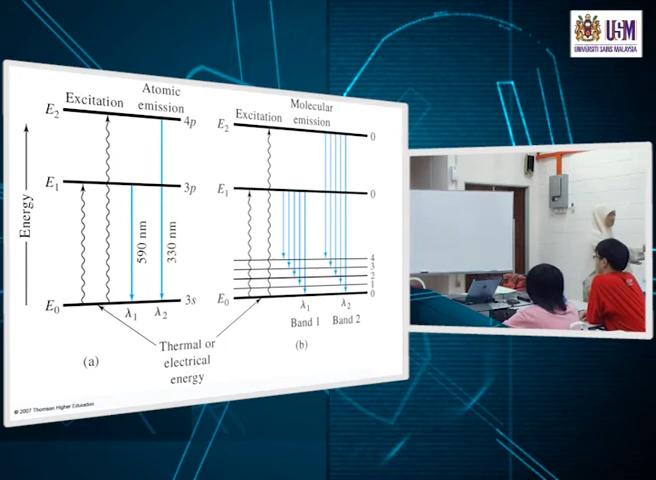 USM
UNIVERSITI SAINS MALAYSIA
Atomic
Excitation emission
E2
4p
E1
3p
Energy
590 nm
330 nm
E0
3s
λ1 λ2
(a)
Thermal or
electrical
energy
Molecular
Excitation emission
E2
0
E1
0
4
3
2
1
E0
0
λ1 λ2
Band 1 Band 2
(b)
© 2007 Thomson Higher Education